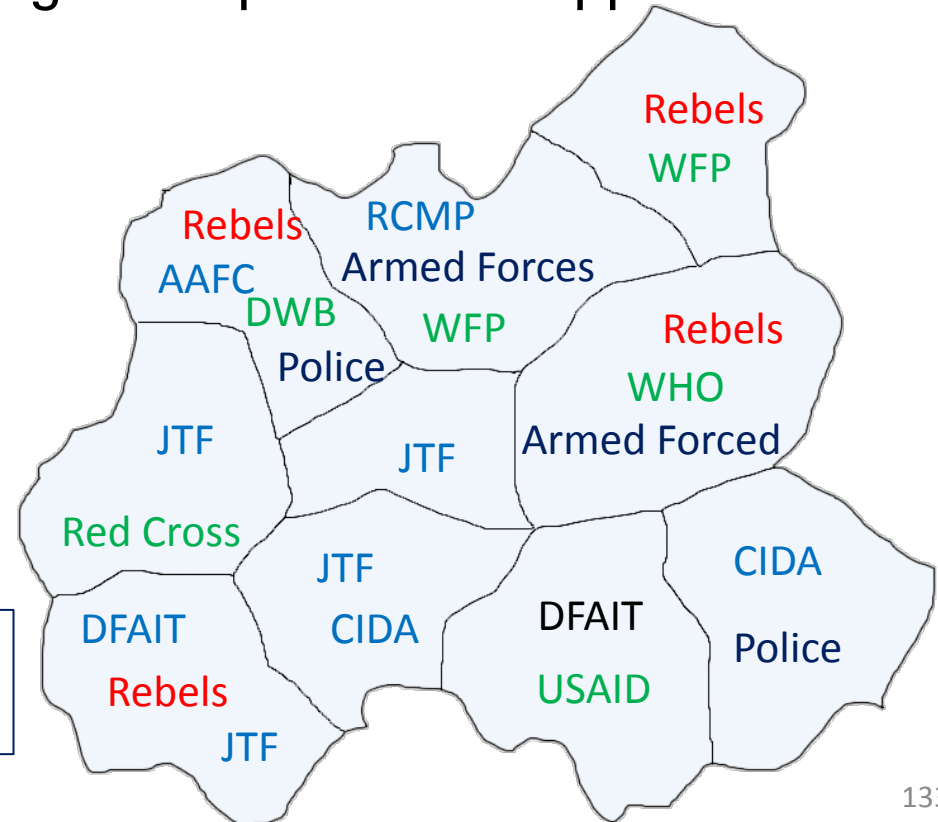 Rebels
WFP
RCMP
Armed Forces
WFP
Rebels
AAFC
DWB
Police
Rebels
WHO
Armed Forced
JTF
Red Cross
JTF
JTF
CIDA
CIDA
Police
DFAIT
USAID
DFAIT
Rebels
JTF